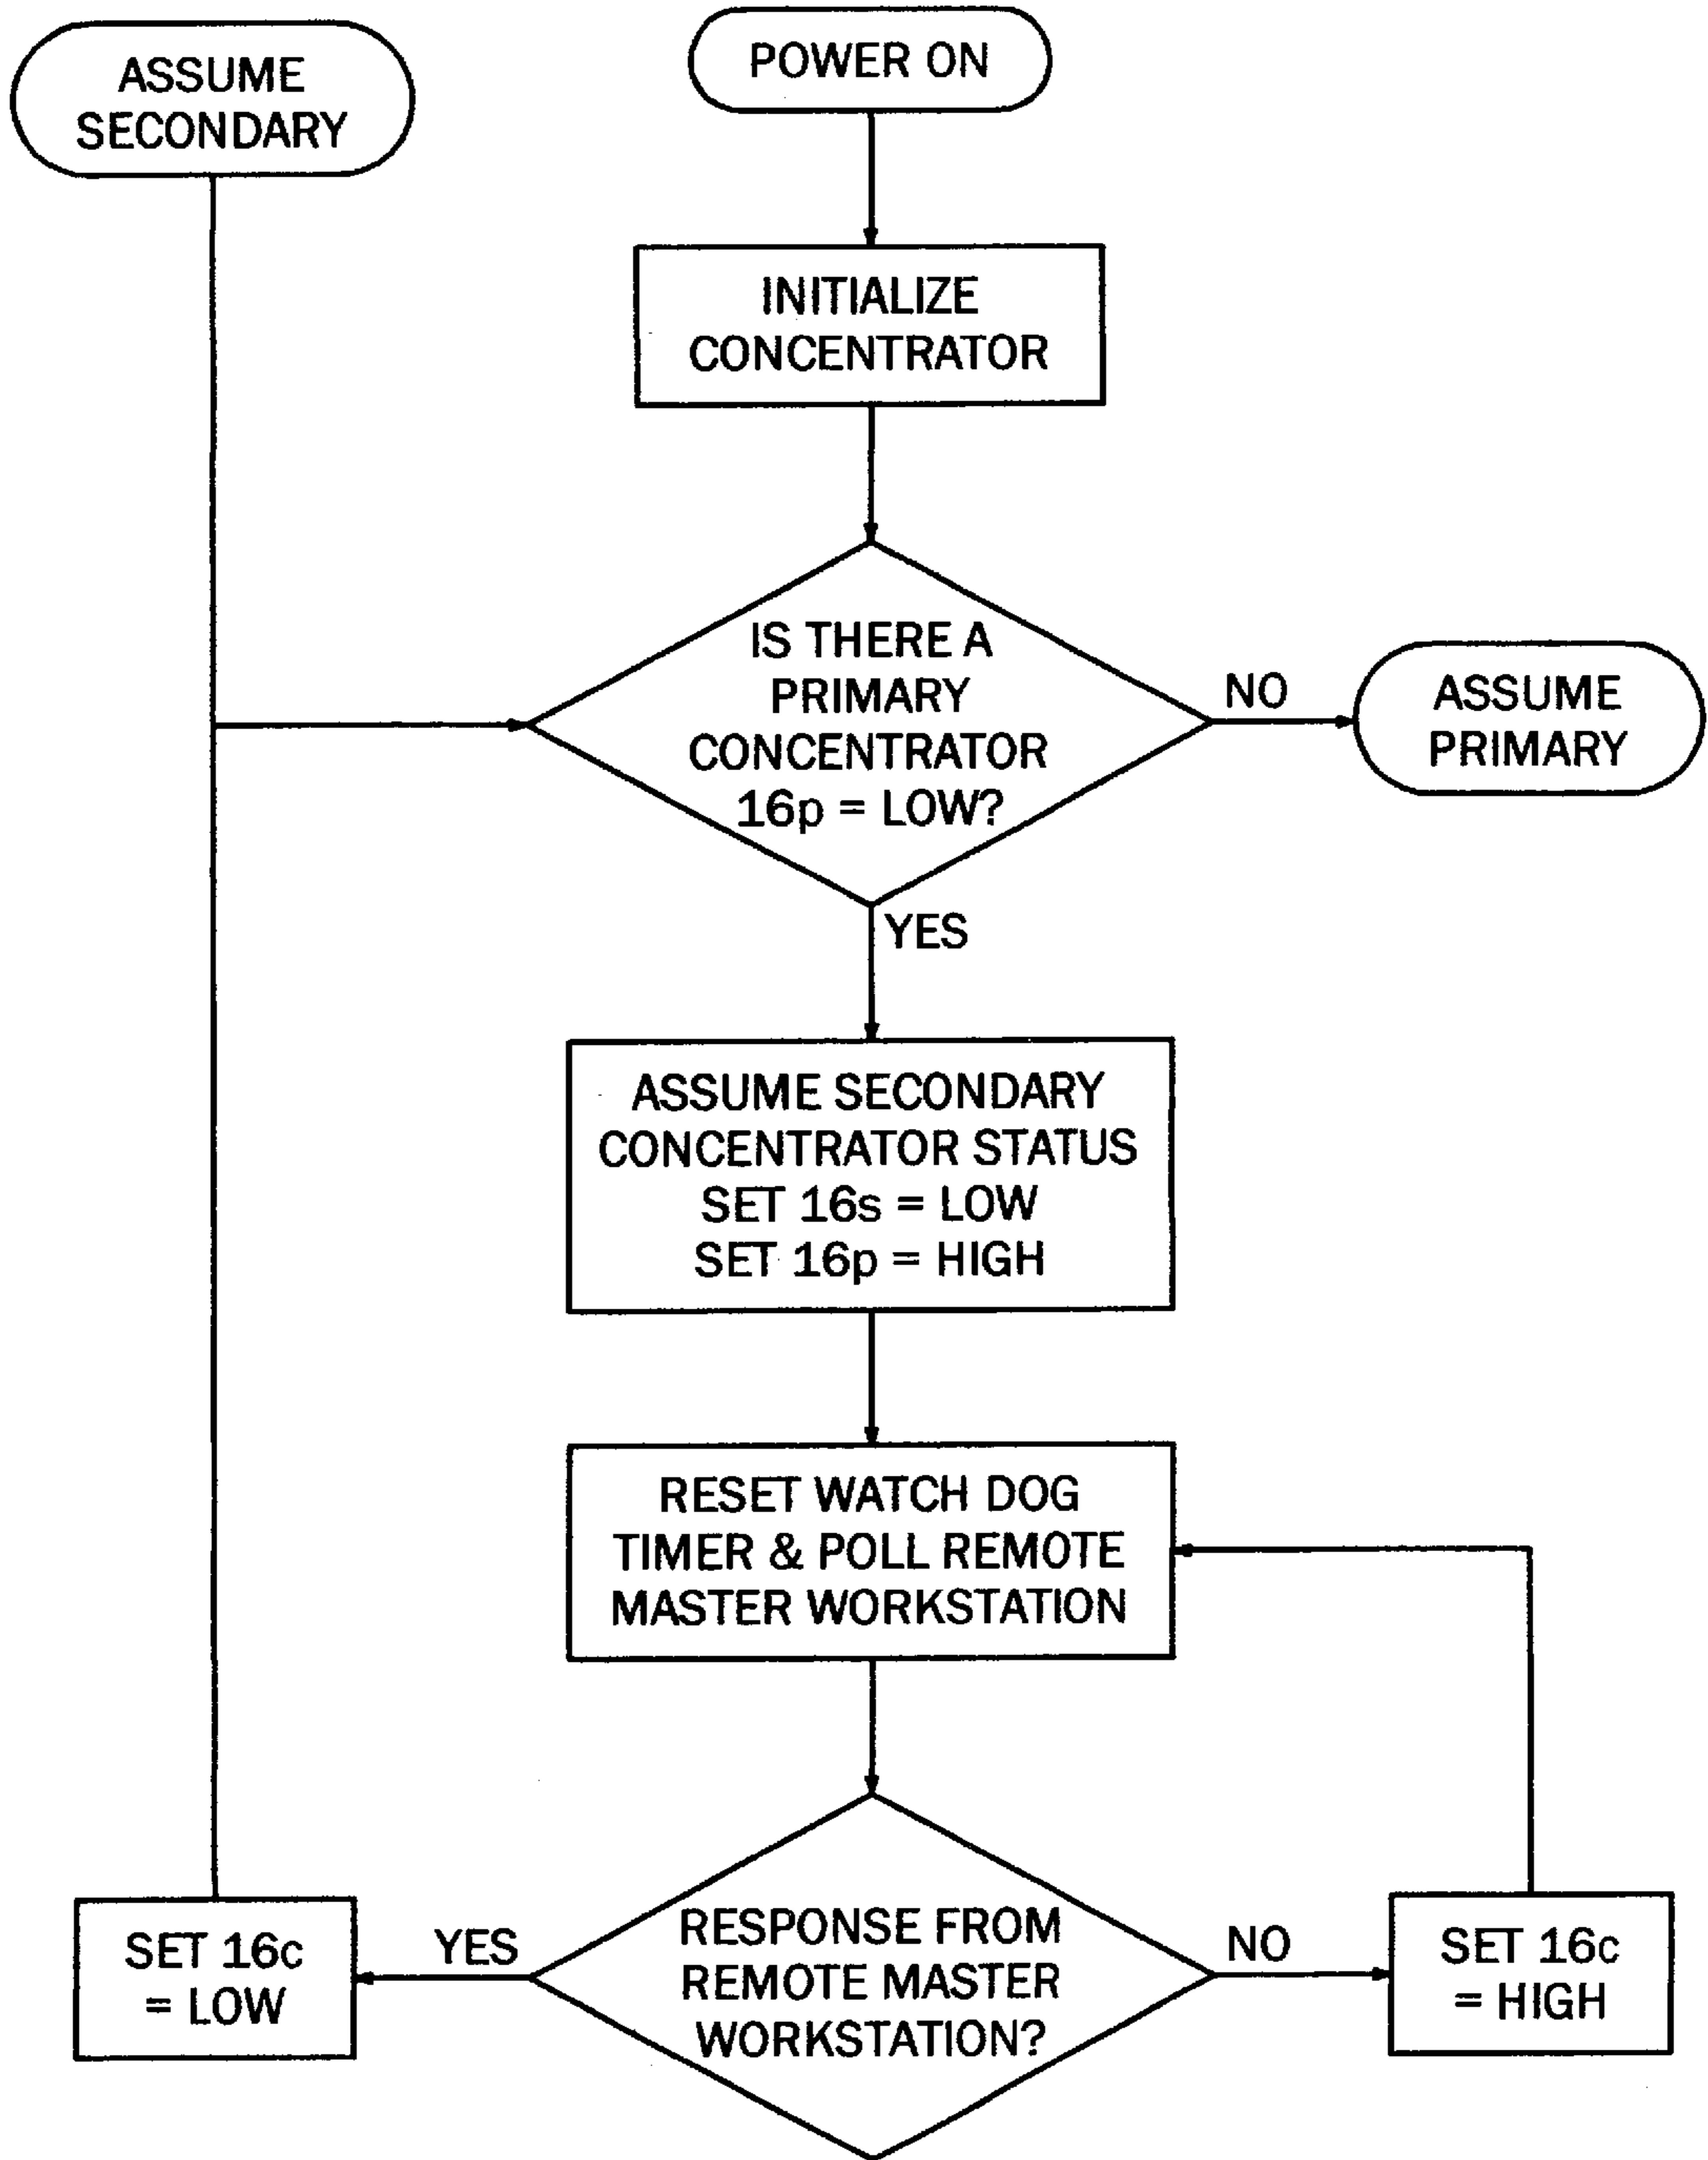 ASSUME
SECONDARY
POWER ON
INITIALIZE
CONCENTRATOR
IS THERE A
PRIMARY
CONCENTRATOR
16p = LOW?
NO
ASSUME
PRIMARY
YES
ASSUME SECONDARY
CONCENTRATOR STATUS
SET 16s = LOW
SET 16p = HIGH
RESET WATCH DOG
TIMER & POLL REMOTE
MASTER WORKSTATION
RESPONSE FROM
REMOTE MASTER
WORKSTATION?
YES
SET 16c
= LOW
NO
SET 16c
= HIGH